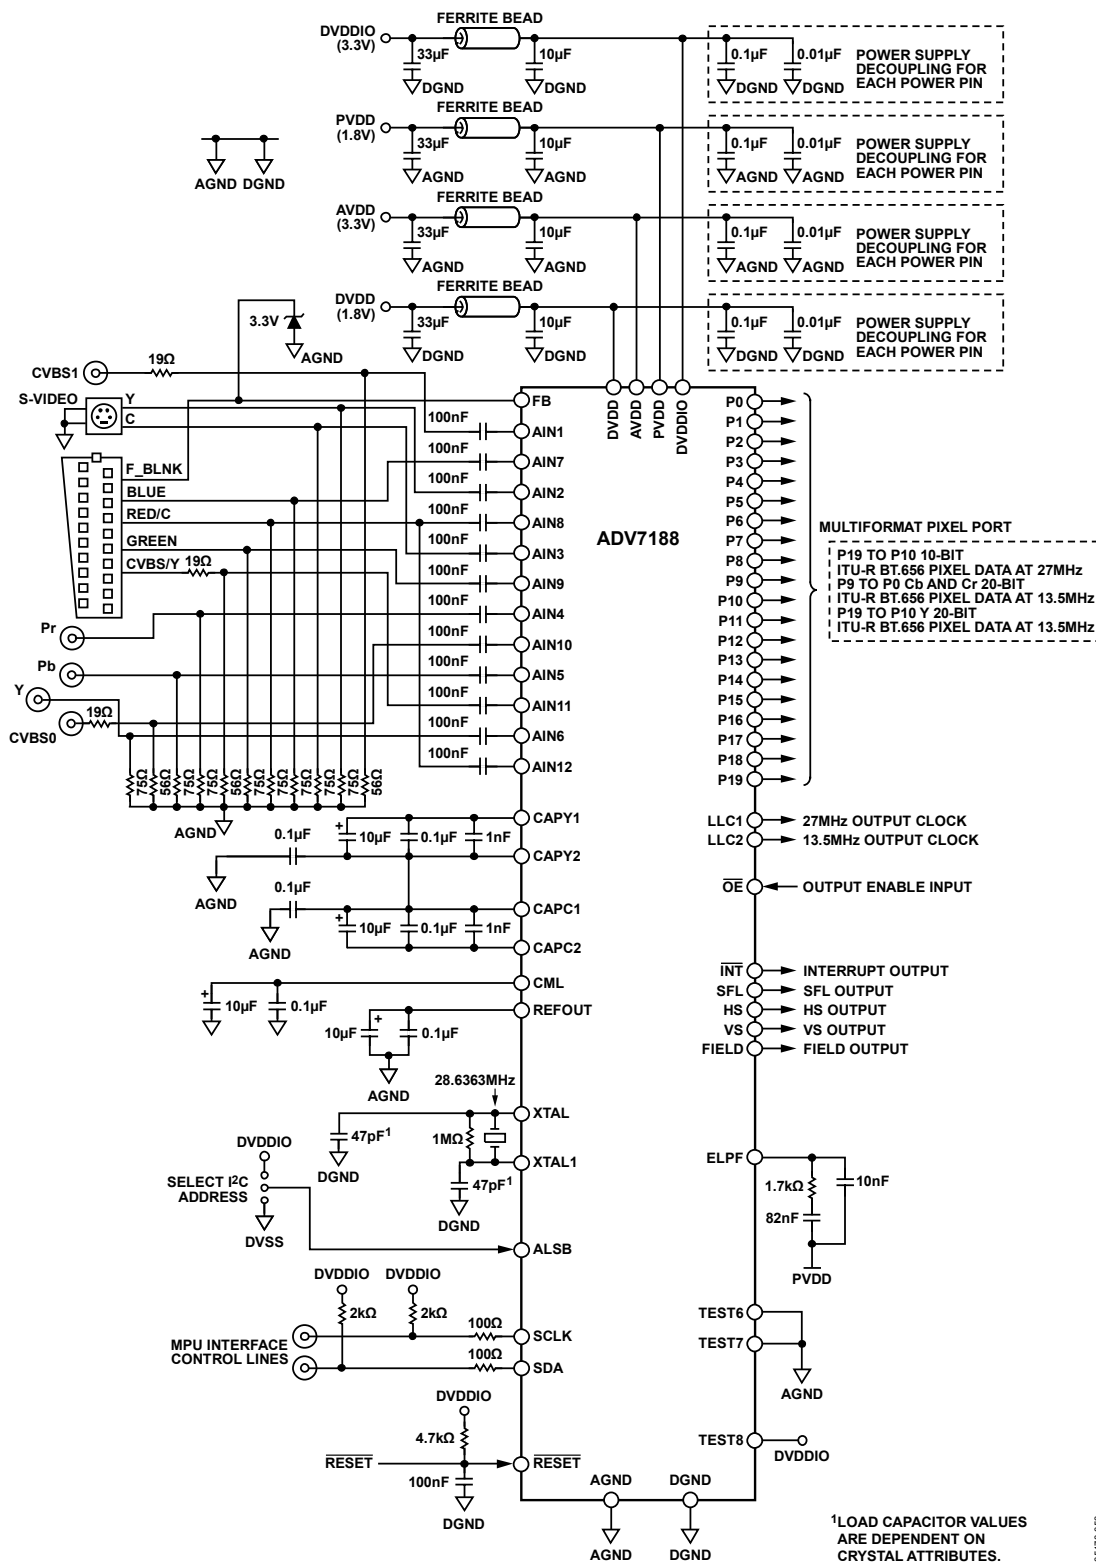 FERRITE BEAD
DVDDIO
(3.3V)
33µF
DGND
10µF
DGND
0.1µF
DGND
0.01µF
DGND
POWER SUPPLY
DECOUPLING FOR
EACH POWER PIN
FERRITE BEAD
PVDD
(1.8V)
33µF
AGND
10µF
AGND
0.1µF
AGND
0.01µF
AGND
POWER SUPPLY
DECOUPLING FOR
EACH POWER PIN
AGND DGND
FERRITE BEAD
AVDD
(3.3V)
33µF
AGND
10µF
AGND
0.1µF
AGND
0.01µF
AGND
POWER SUPPLY
DECOUPLING FOR
EACH POWER PIN
FERRITE BEAD
DVDD
(1.8V)
33µF
DGND
10µF
DGND
0.1µF
DGND
0.01µF
DGND
POWER SUPPLY
DECOUPLING FOR
EACH POWER PIN
3.3V
AGND
CVBS1
19Ω
S-VIDEO
Y
C
F_BLNK
BLUE
RED/C
GREEN
CVBS/Y
19Ω
Pr
Pb
Y
CVBS0
19Ω
75Ω
56Ω
75Ω
75Ω
56Ω
75Ω
75Ω
75Ω
75Ω
75Ω
56Ω
AGND
FB
100nF
AIN1
100nF
AIN7
100nF
AIN2
100nF
AIN8
100nF
AIN3
100nF
AIN9
100nF
AIN4
100nF
AIN10
100nF
AIN5
100nF
AIN11
100nF
AIN6
100nF
AIN12
DVDD
AVDD
PVDD
DVDDIO
ADV7188
P0
P1
P2
P3
P4
P5
P6
P7
P8
P9
P10
P11
P12
P13
P14
P15
P16
P17
P18
P19
MULTIFORMAT PIXEL PORT
P19 TO P10 10-BIT
ITU-R BT.656 PIXEL DATA AT 27MHz
P9 TO P0 Cb AND Cr 20-BIT
ITU-R BT.656 PIXEL DATA AT 13.5MHz
P19 TO P10 Y 20-BIT
ITU-R BT.656 PIXEL DATA AT 13.5MHz
LLC1
27MHz OUTPUT CLOCK
LLC2
13.5MHz OUTPUT CLOCK
OE
OUTPUT ENABLE INPUT
INT
INTERRUPT OUTPUT
SFL
SFL OUTPUT
HS
HS OUTPUT
VS
VS OUTPUT
FIELD
FIELD OUTPUT
CAPY1
+
10µF
0.1µF
1nF
0.1µF
AGND
CAPY2
0.1µF
AGND
CAPC1
+
10µF
0.1µF
1nF
CAPC2
CML
+
10µF
0.1µF
REFOUT
10µF
+
0.1µF
AGND
28.6363MHz
XTAL
47pF1
DGND
1MΩ
XTAL1
47pF1
DGND
DVDDIO
SELECT I2C
ADDRESS
DVSS
ALSB
ELPF
1.7kΩ
10nF
82nF
PVDD
DVDDIO
DVDDIO
2kΩ
2kΩ
MPU INTERFACE
CONTROL LINES
100Ω
SCLK
100Ω
SDA
TEST6
TEST7
AGND
DVDDIO
4.7kΩ
RESET
RESET
100nF
DGND
TEST8
DVDDIO
AGND
DGND
AGND
DGND
1LOAD CAPACITOR VALUES
ARE DEPENDENT ON
CRYSTAL ATTRIBUTES.